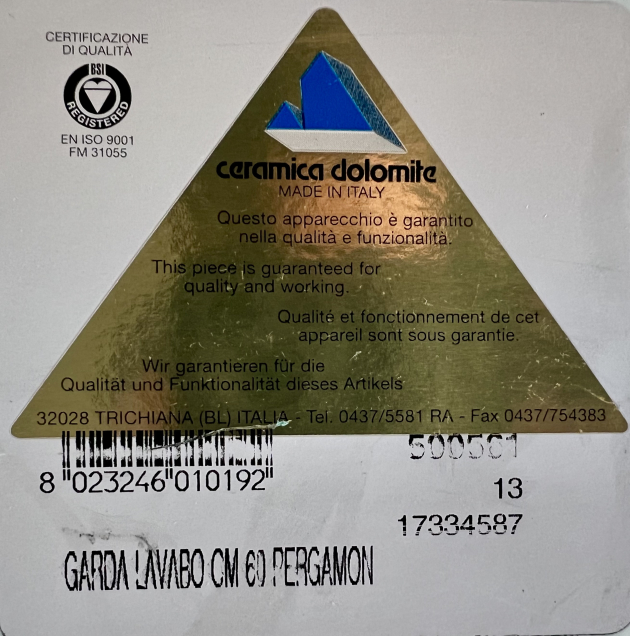 CERTIFICAZIONE
DI QUALITÀ
BSI
REGISTERED
EN ISO 9001
FM 31055
ceramica dolomite
MADE IN ITALY
Questo apparecchio è garantito
nella qualità e funzionalità.
This piece is guaranteed for
quality and working.
Qualité et fonctionnement de cet
appareil sont sous garantie.
Wir garantieren für die
Qualität und Funktionalität dieses Artikels
32028 TRICHIANA (BL) ITALIA - Tel. 0437/5581 RA - Fax 0437/754383
8 "023246"010192"
13
17334587
GARDA LAVABO CM 60 PERGAMON